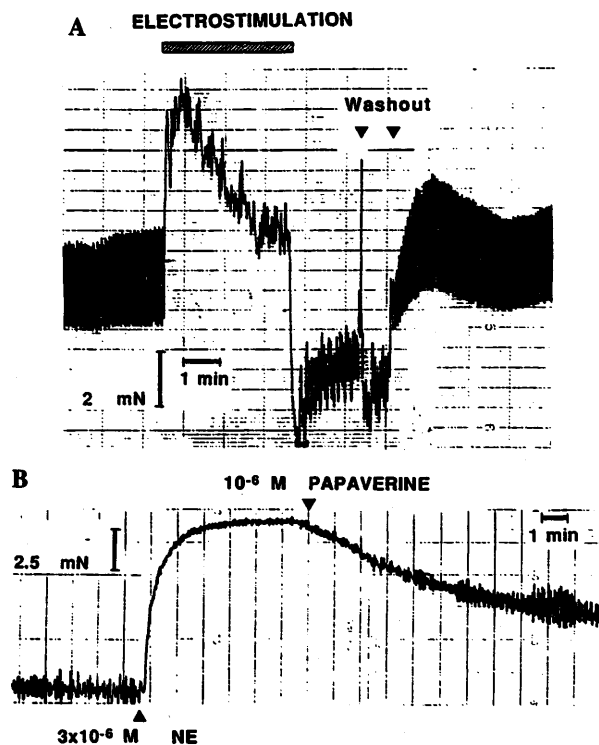 ELECTROSTIMULATION
A
Washout
1 min
2 mN
B
10-6 M PAPAVERINE
1 min
2.5 mN
3x10-6 M NE